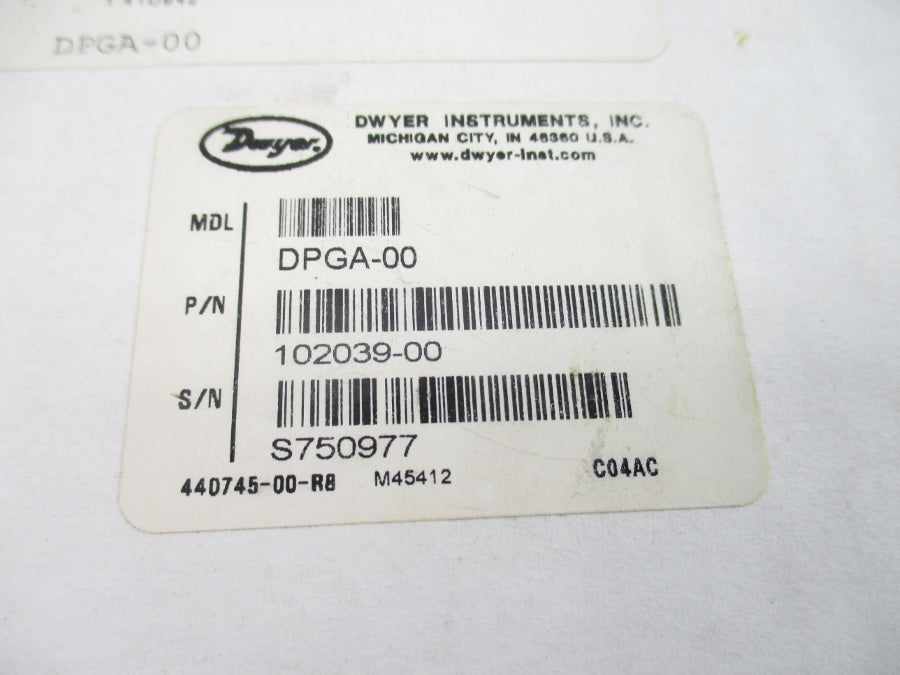 DPGA-00
Dwyer.
DWYER INSTRUMENTS, INC.
MICHIGAN CITY, IN 46360 U.S.A.
www.dwyer-inst.com
MDL
DPGA-00
P/N
102039-00
S/N
S750977
440745-00-R8 M45412 C04AC